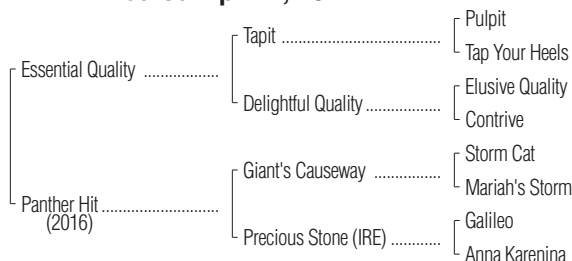 Pulpit
Tapit ..........................................
Tap Your Heels
Essential Quality ...................
Elusive Quality
Delightful Quality ...................
Contrive
Storm Cat
Giant's Causeway .................
Mariah's Storm
Panther Hit ..............................
(2016)
Galileo
Precious Stone (IRE) .............
Anna Karenina